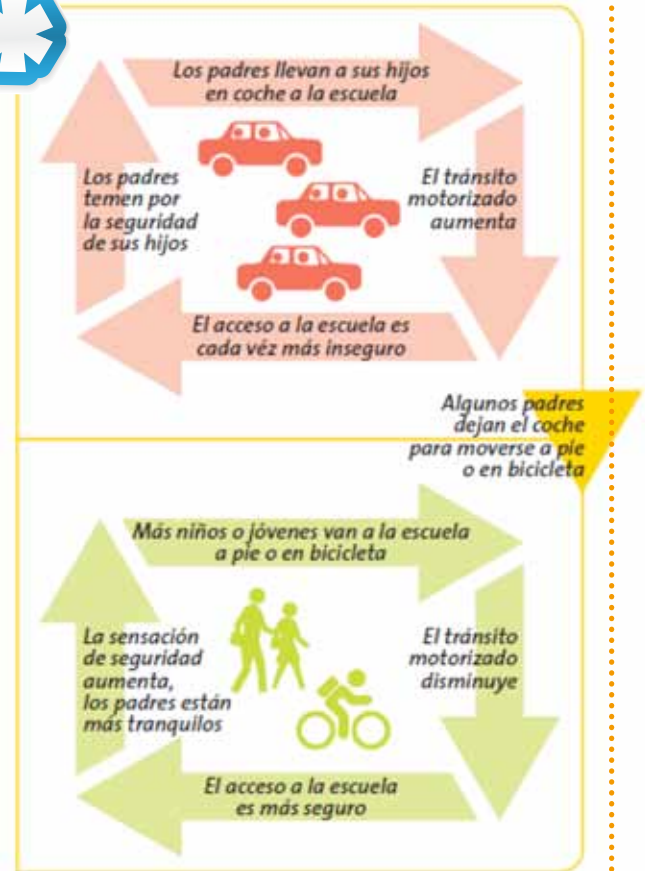 Los padres llevan a sus hijos
en coche a la escuela
El tránsito
motorizado
aumenta
El acceso a la escuela es
cada véz más inseguro
Los padres
temen por
la seguridad
de sus hijos
Algunos padres
dejan el coche
para moverse a pie
o en bicicleta
Más niños o jóvenes van a la escuela
a pie o en bicicleta
El tránsito
motorizado
disminuye
El acceso a la escuela
es más seguro
La sensación
de seguridad
aumenta,
los padres están
más tranquilos